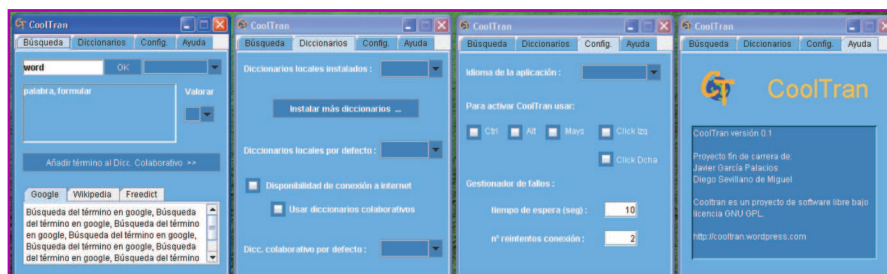 CoolTran
Búsqueda Diccionarios Config. Ayuda
word OK
palabra, formular
Valorar
Añadir término al Dicc. Colaborativo >>
Google Wikipedia Freedict
Búsqueda del término en google, Búsqueda
del término en google, Búsqueda del término
en google, Búsqueda del término en google,
Búsqueda del término en google, Búsqueda
del término en google, Búsqueda del término
CoolTran
Búsqueda Diccionarios Config. Ayuda
Diccionarios locales instalados :
Instalar más diccionarios ...
Diccionarios locales por defecto :
Disponibilidad de conexión a internet
Usar diccionarios colaborativos
Dicc. colaborativo por defecto :
CoolTran
Búsqueda Diccionarios Config. Ayuda
Idioma de la aplicación :
Para activar CoolTran usar:
Ctrl Alt Mays Click Izq
Click Dcha
Gestionador de fallos :
tiempo de espera (seg) : 10
nº reintentos conexión : 2
CoolTran
Búsqueda Diccionarios Config. Ayuda
CT CoolTran
CoolTran versión 0.1
Proyecto fin de carrera de:
Javier García Palacios
Diego Sevillano de Miguel
Cooltran es un proyecto de software libre bajo
licencia GNU GPL.
http://cooltran.wordpress.com